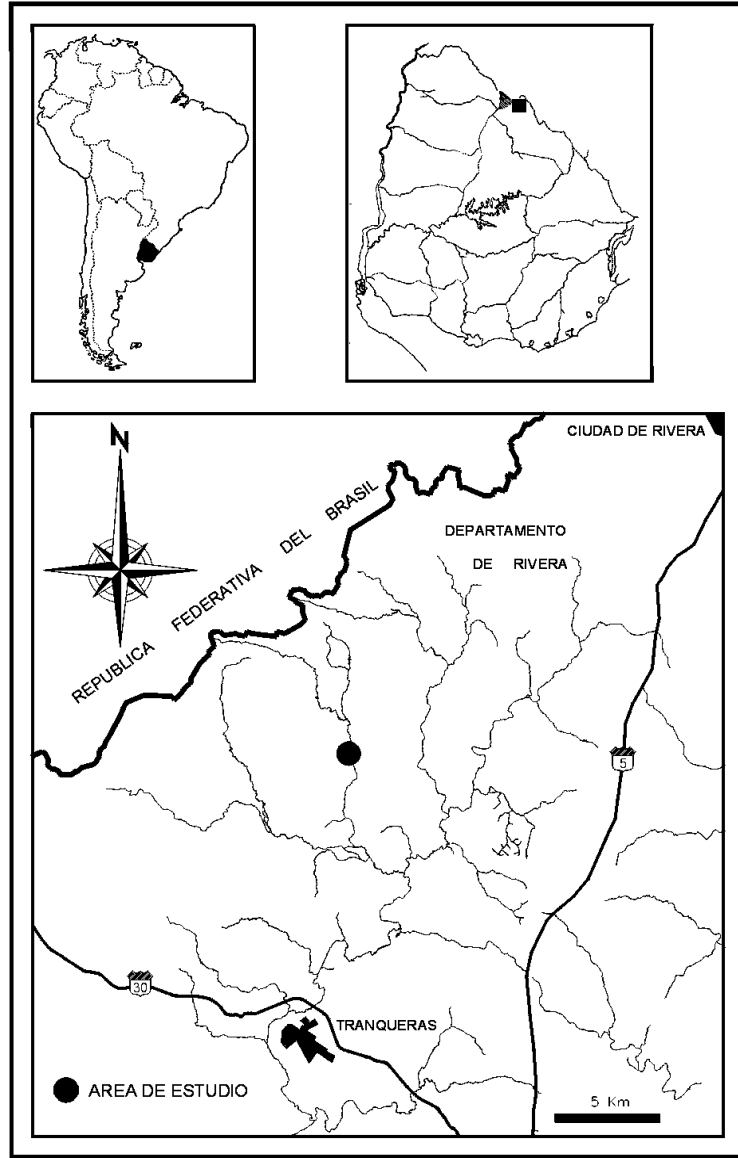 N
CIUDAD DE RIVERA
REPUBLICA FEDERATIVA DEL BRASIL
DEPARTAMENTO
DE RIVERA
5
30
TRANQUERAS
AREA DE ESTUDIO
5 Km